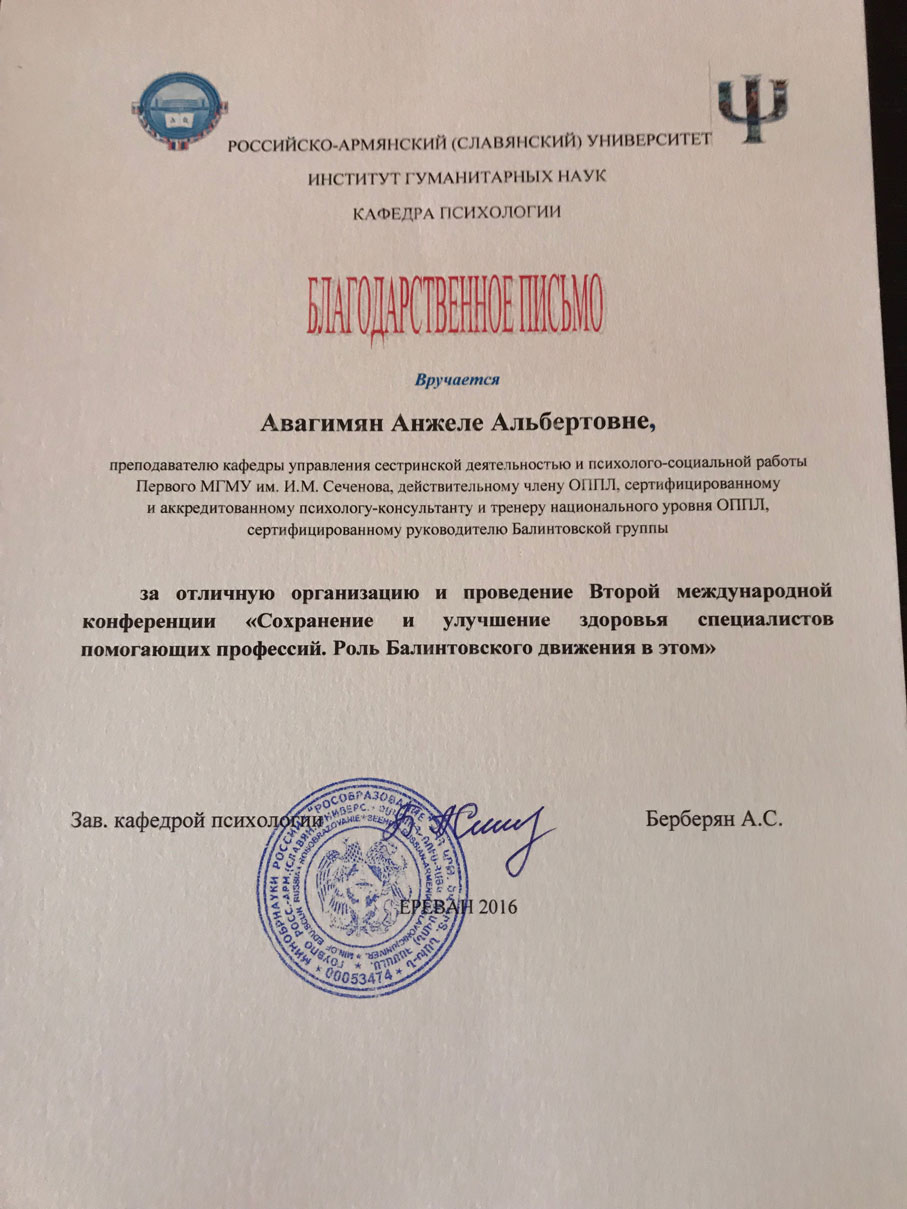 РОССИЙСКО-АРМЯНСКИЙ (СЛАВЯНСКИЙ) УНИВЕРСИТЕТ
ИНСТИТУТ ГУМАНИТАРНЫХ НАУК
КАФЕДРА ПСИХОЛОГИИ
БЛАГОДАРСТВЕННОЕ ПИСЬМО
Вручается
Авагимян Анжеле Альбертовне,
преподавателю кафедры управления сестринской деятельностью и психолого-социальной работы
Первого МГМУ им. И.М. Сеченова, действительному члену ОППЛ, сертифицированному
и аккредитованному психологу-консультанту и тренеру национального уровня ОППЛ,
сертифицированному руководителю Балинтовской группы
за отличную организацию и проведение Второй международной
конференции «Сохранение и улучшение здоровья специалистов
помогающих профессий. Роль Балинтовского движения в этом»
Зав. кафедрой психологии
Берберян А.С.
ЕРЕВАН 2016
МИНОБРНАУКИ РОССИИ "РОСОБРАЗОВАНИЕ"
00053474